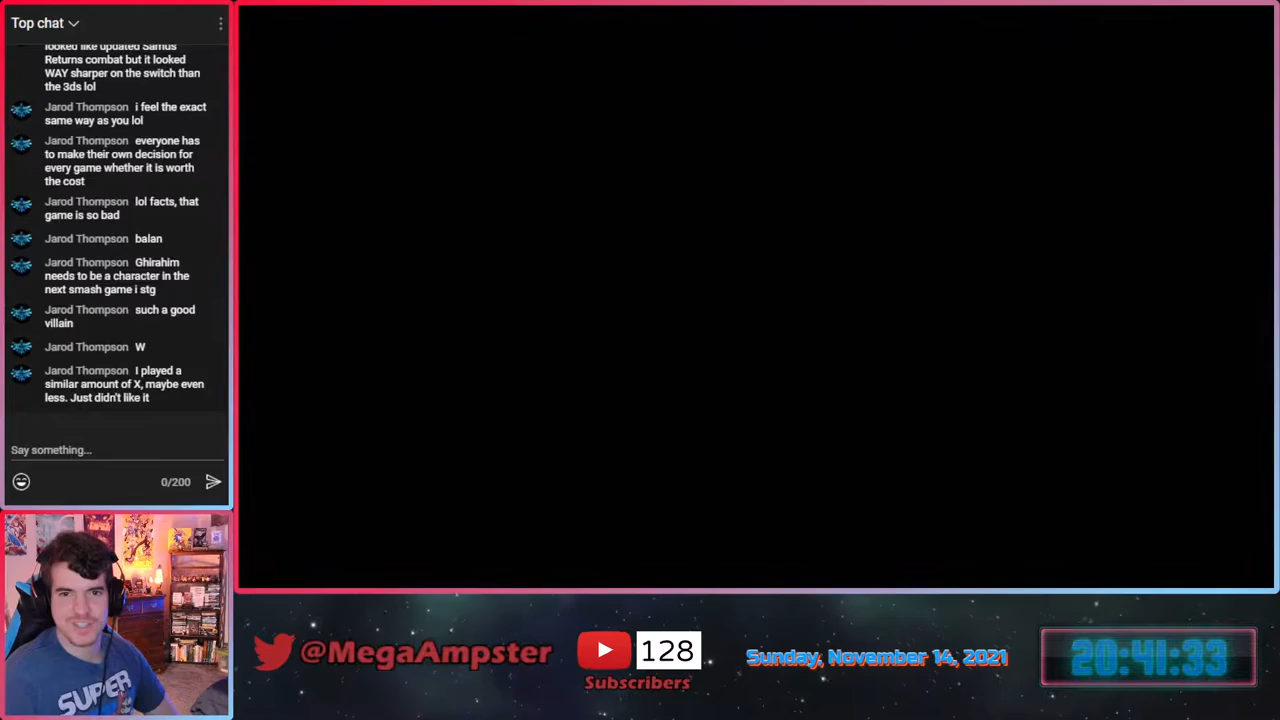 Top chat
looked like updated Samus
Returns combat but it looked
WAY sharper on the switch than
the 3ds lol
Jarod Thompson i feel the exact
same way as you lol
Jarod Thompson everyone has
to make their own decision for
every game whether it is worth
the cost
Jarod Thompson lol facts, that
game is so bad
Jarod Thompson balan
Jarod Thompson Ghirahim
needs to be a character in the
next smash game i stg
Jarod Thompson such a good
villain
Jarod Thompson W
Jarod Thompson I played a
similar amount of X, maybe even
less. Just didn't like it
Say something...
0/200
SUPER
@MegaAmpster
128
Subscribers
Sunday, November 14, 2021
20:41:33